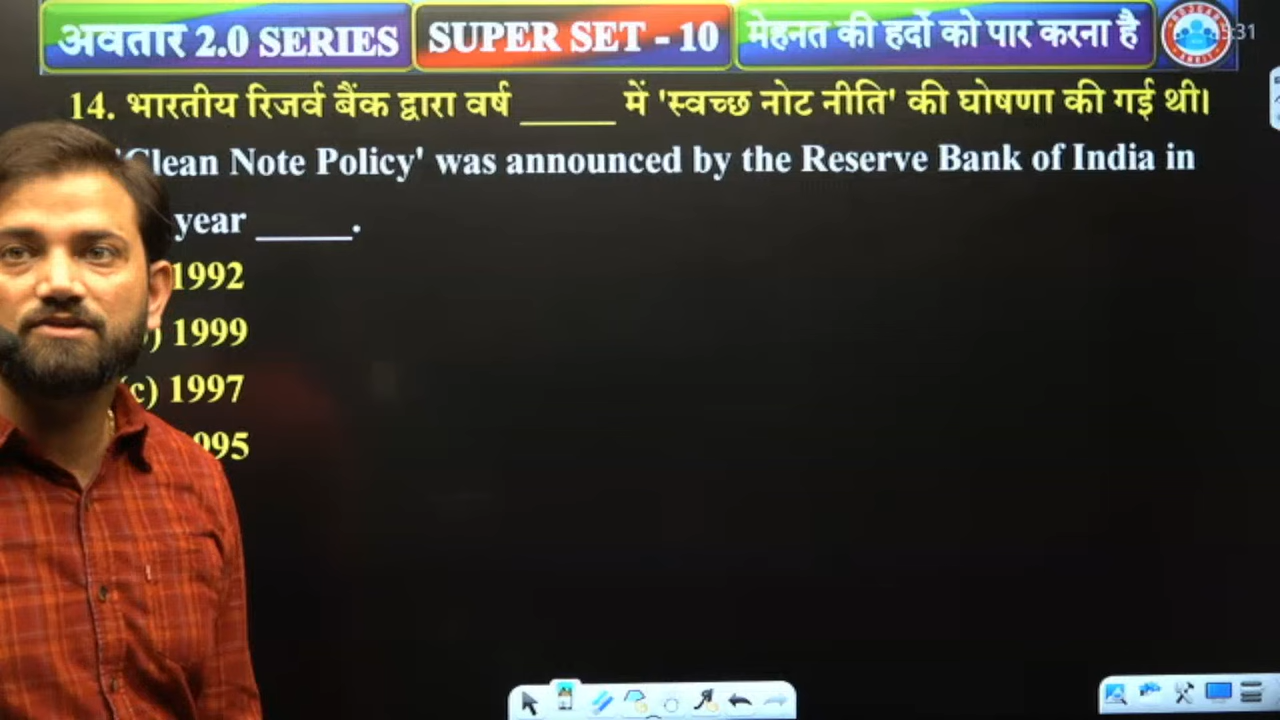 अवतार 2.0 SERIES SUPER SET - 10 मेहनत की हदों को पार करना है
14. भारतीय रिजर्व बैंक द्वारा वर्ष _____ में 'स्वच्छ नोट नीति' की घोषणा की गई थी।
'Clean Note Policy' was announced by the Reserve Bank of India in
year _____.
1992
) 1999
(c) 1997
995